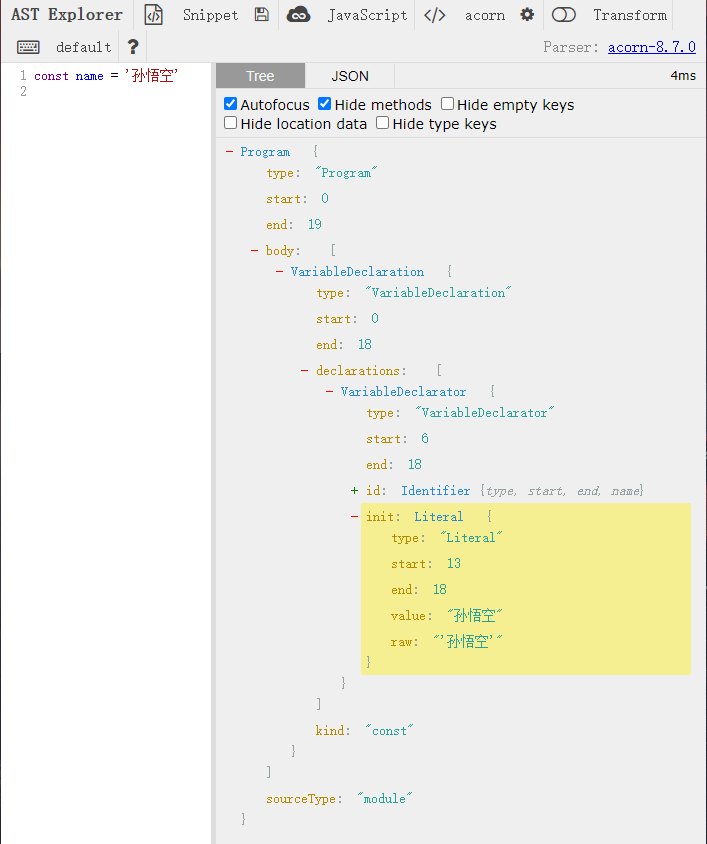 AST Explorer Snippet JavaScript </> acorn Transform
default ? Parser: acorn-8.7.0
1 const name = '孙悟空'
2
Tree JSON 4ms
Autofocus Hide methods Hide empty keys
Hide location data Hide type keys
- Program {
type: "Program"
start: 0
end: 19
- body: [
- VariableDeclaration {
type: "VariableDeclaration"
start: 0
end: 18
- declarations: [
- VariableDeclarator {
type: "VariableDeclarator"
start: 6
end: 18
+ id: Identifier {type, start, end, name}
- init: Literal {
type: "Literal"
start: 13
end: 18
value: "孙悟空"
raw: "'孙悟空'"
}
}
]
kind: "const"
}
]
sourceType: "module"
}